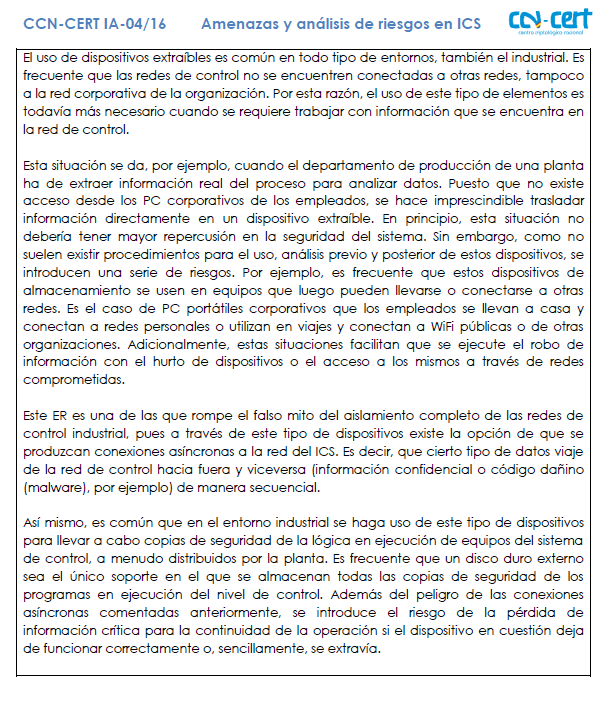 CCN-CERT IA-04/16 Amenazas y análisis de riesgos en ICS
ccn-cert
centro criptológico nacional
El uso de dispositivos extraíbles es común en todo tipo de entornos, también el industrial. Es
frecuente que las redes de control no se encuentren conectadas a otras redes, tampoco
a la red corporativa de la organización. Por esta razón, el uso de este tipo de elementos es
todavía más necesario cuando se requiere trabajar con información que se encuentra en
la red de control.
Esta situación se da, por ejemplo, cuando el departamento de producción de una planta
ha de extraer información real del proceso para analizar datos. Puesto que no existe
acceso desde los PC corporativos de los empleados, se hace imprescindible trasladar
información directamente en un dispositivo extraíble. En principio, esta situación no
debería tener mayor repercusión en la seguridad del sistema. Sin embargo, como no
suelen existir procedimientos para el uso, análisis previo y posterior de estos dispositivos, se
introducen una serie de riesgos. Por ejemplo, es frecuente que estos dispositivos de
almacenamiento se usen en equipos que luego pueden llevarse o conectarse a otras
redes. Es el caso de PC portátiles corporativos que los empleados se llevan a casa y
conectan a redes personales o utilizan en viajes y conectan a WiFi públicas o de otras
organizaciones. Adicionalmente, estas situaciones facilitan que se ejecute el robo de
información con el hurto de dispositivos o el acceso a los mismos a través de redes
comprometidas.
Este ER es una de las que rompe el falso mito del aislamiento completo de las redes de
control industrial, pues a través de este tipo de dispositivos existe la opción de que se
produzcan conexiones asíncronas a la red del ICS. Es decir, que cierto tipo de datos viaje
de la red de control hacia fuera y viceversa (información confidencial o código dañino
(malware), por ejemplo) de manera secuencial.
Así mismo, es común que en el entorno industrial se haga uso de este tipo de dispositivos
para llevar a cabo copias de seguridad de la lógica en ejecución de equipos del sistema
de control, a menudo distribuidos por la planta. Es frecuente que un disco duro externo
sea el único soporte en el que se almacenan todas las copias de seguridad de los
programas en ejecución del nivel de control. Además del peligro de las conexiones
asíncronas comentadas anteriormente, se introduce el riesgo de la pérdida de
información crítica para la continuidad de la operación si el dispositivo en cuestión deja
de funcionar correctamente o, sencillamente, se extravía.